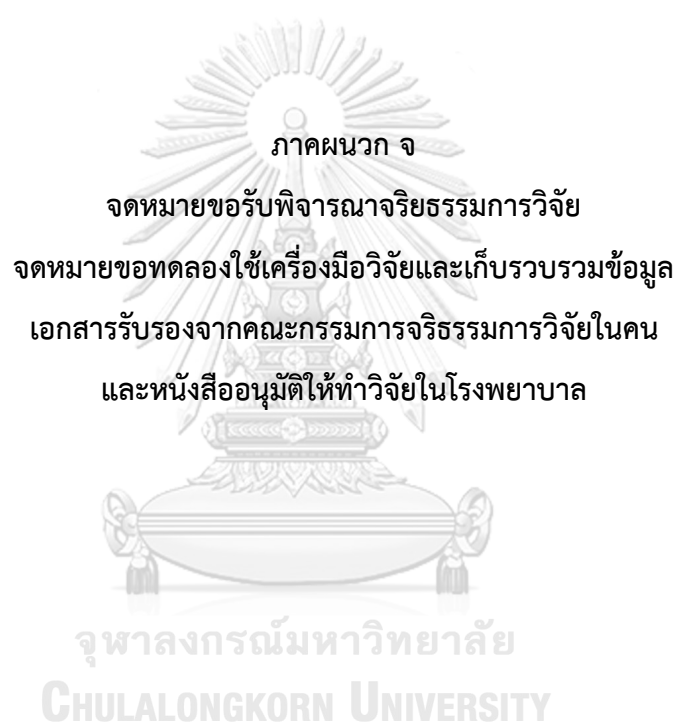 ภาคผนวก จ
จดหมายขอรับพิจารณาจริยธรรมการวิจัย
จดหมายขอทดลองใช้เครื่องมือวิจัยและเก็บรวบรวมข้อมูล
เอกสารรับรองจากคณะกรรมการจริธรรมการวิจัยในคน
และหนังสืออนุมัติให้ทำวิจัยในโรงพยาบาล
จุฬาลงกรณ์มหาวิทยาลัย
CHULALONGKORN UNIVERSITY